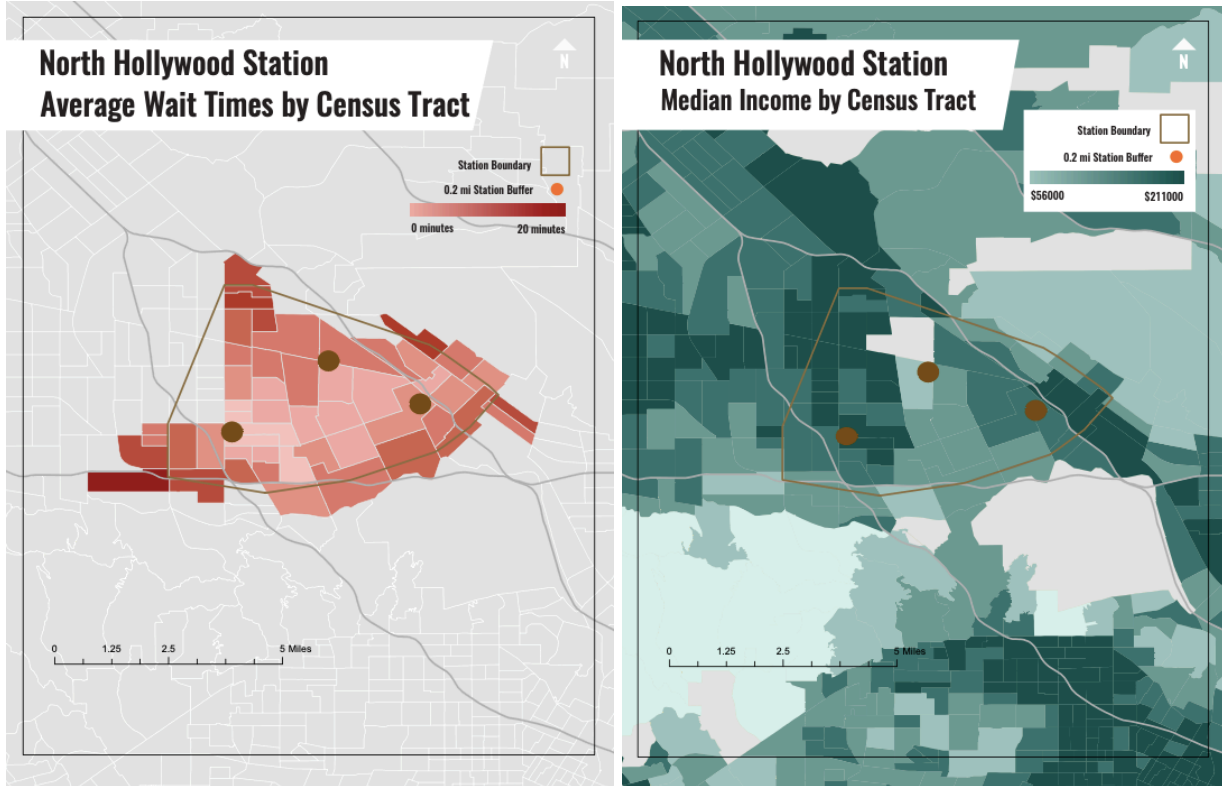 North Hollywood Station
Average Wait Times by Census Tract
N
Station Boundary
0.2 mi Station Buffer
0 minutes 20 minutes
0 1.25 2.5 5 Miles
North Hollywood Station
Median Income by Census Tract
N
Station Boundary
0.2 mi Station Buffer
$56000 $211000
0 1.25 2.5 5 Miles